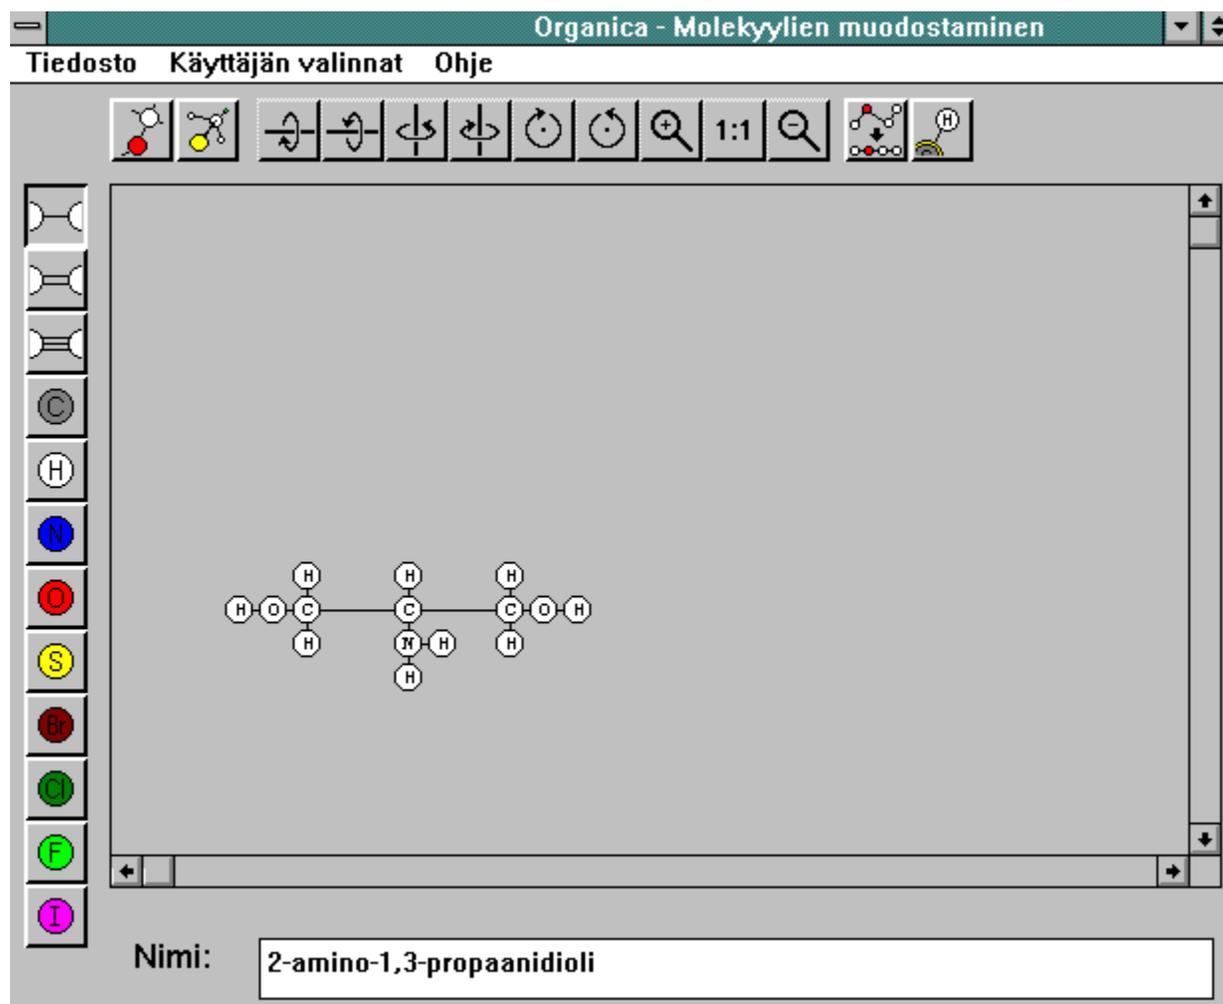 Organica - Molekyylien muodostaminen
Tiedosto Käyttäjän valinnat Ohje
H
1:1
C
H
N
O
S
Br
Cl
F
I
H H H
H O C C C O H
H N H H
H
Nimi: 2-amino-1,3-propaanidioli